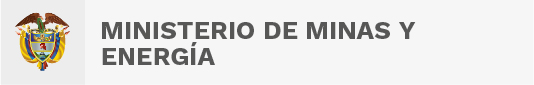 MINISTERIO DE MINAS Y
ENERGÍA